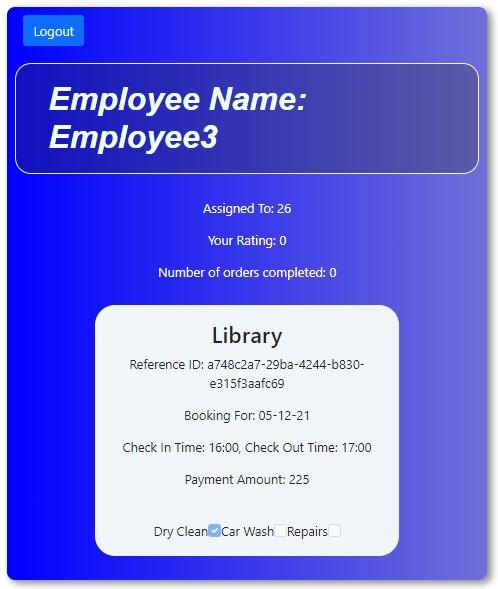 Logout
Employee Name:
Employee3
Assigned To: 26
Your Rating: 0
Number of orders completed: 0
Library
Reference ID: a748c2a7-29ba-4244-b830-
e315f3aafc69
Booking For: 05-12-21
Check In Time: 16:00, Check Out Time: 17:00
Payment Amount: 225
Dry Clean Car Wash Repairs